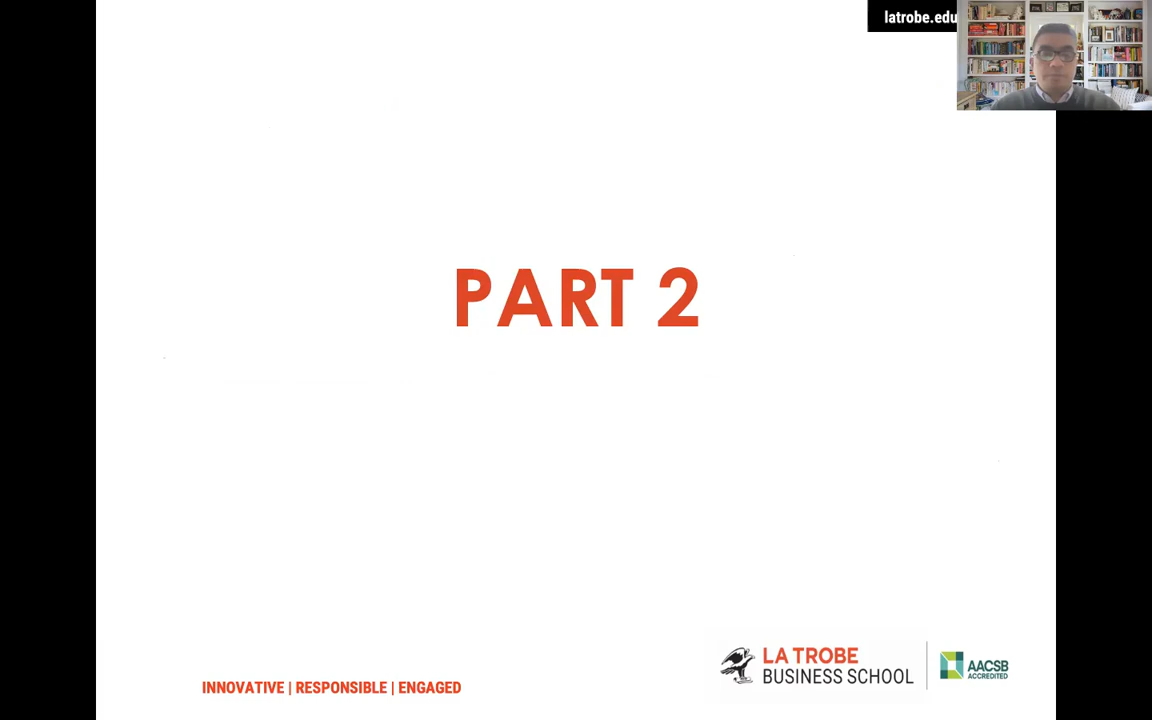 latrobe.edu
PART 2
INNOVATIVE | RESPONSIBLE | ENGAGED
LA TROBE
BUSINESS SCHOOL
AACSB
ACCREDITED